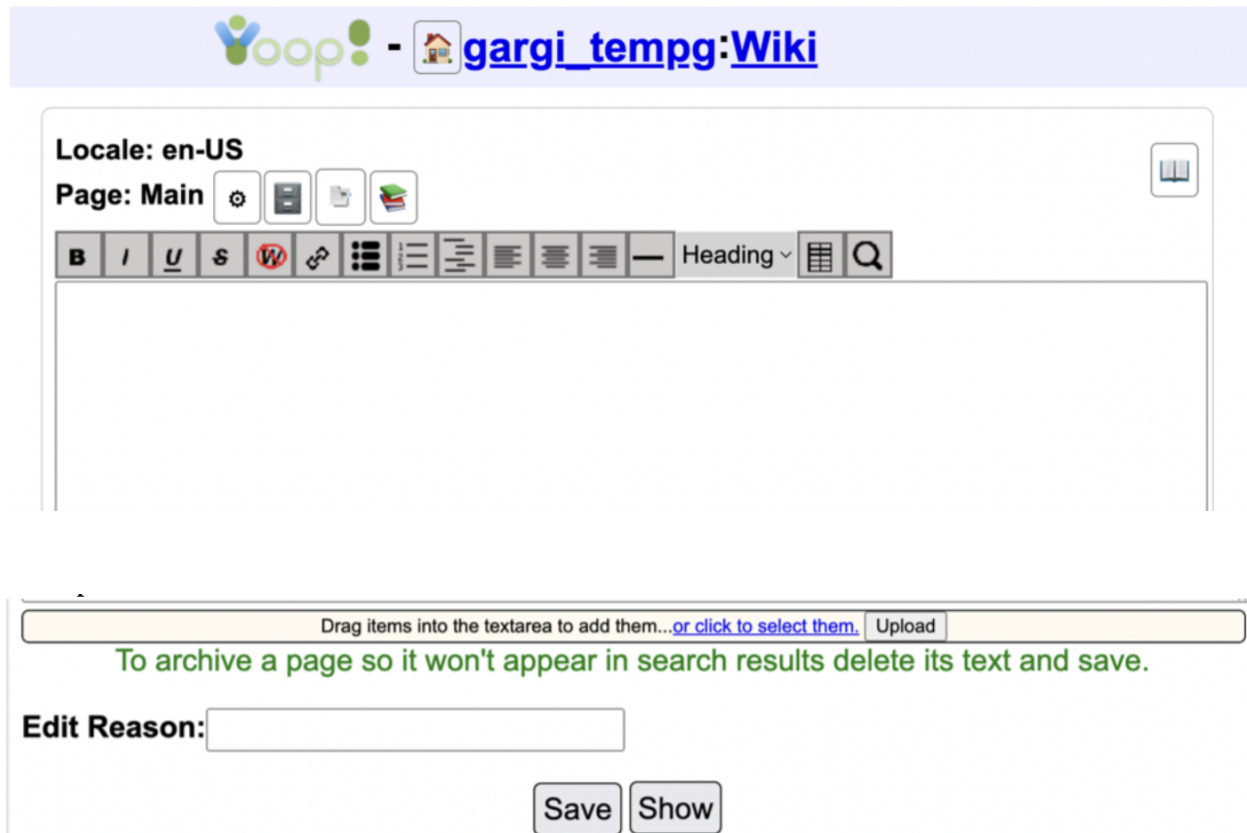 Yoop! - gargi_tempg:Wiki
Locale: en-US
Page: Main
B I U S W Heading
Drag items into the textarea to add them...or click to select them. Upload
To archive a page so it won't appear in search results delete its text and save.
Edit Reason:
Save Show